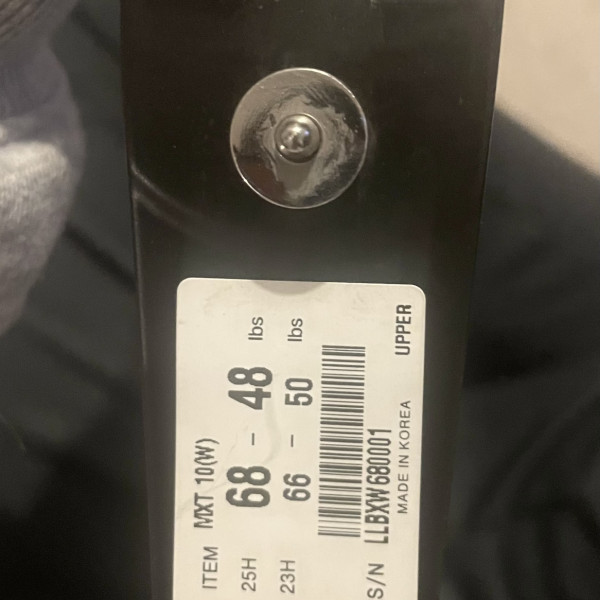 ITEM MXT 10(W)
25H 68 - 48 lbs
23H 66 - 50 lbs
S/N LLBXW680001
MADE IN KOREA UPPER